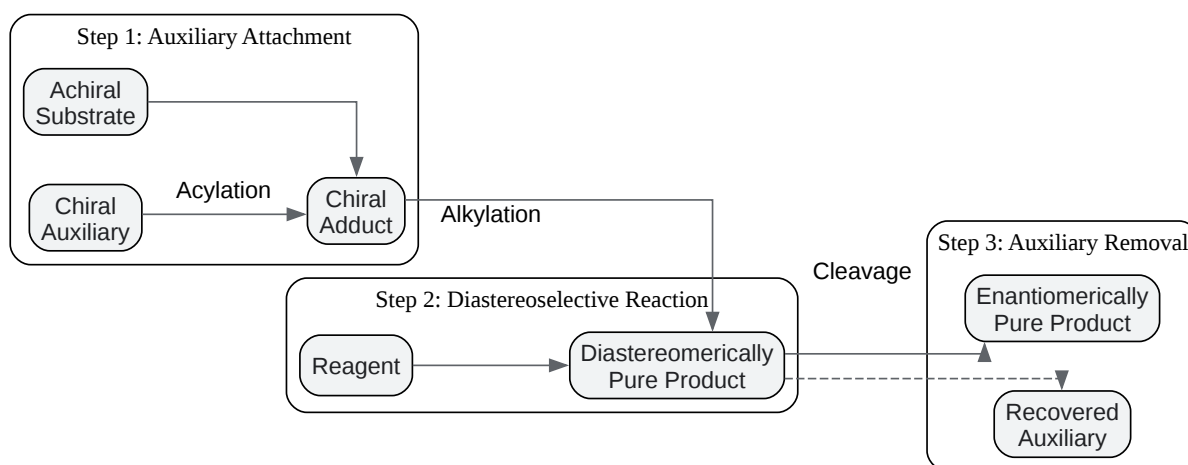 Step 1: Auxiliary Attachment
Achiral
Substrate
Acylation
Chiral
Auxiliary
Chiral
Adduct
Alkylation
Step 2: Diastereoselective Reaction
Reagent
Diastereomerically
Pure Product
Cleavage
Step 3: Auxiliary Removal
Enantiomerically
Pure Product
Recovered
Auxiliary